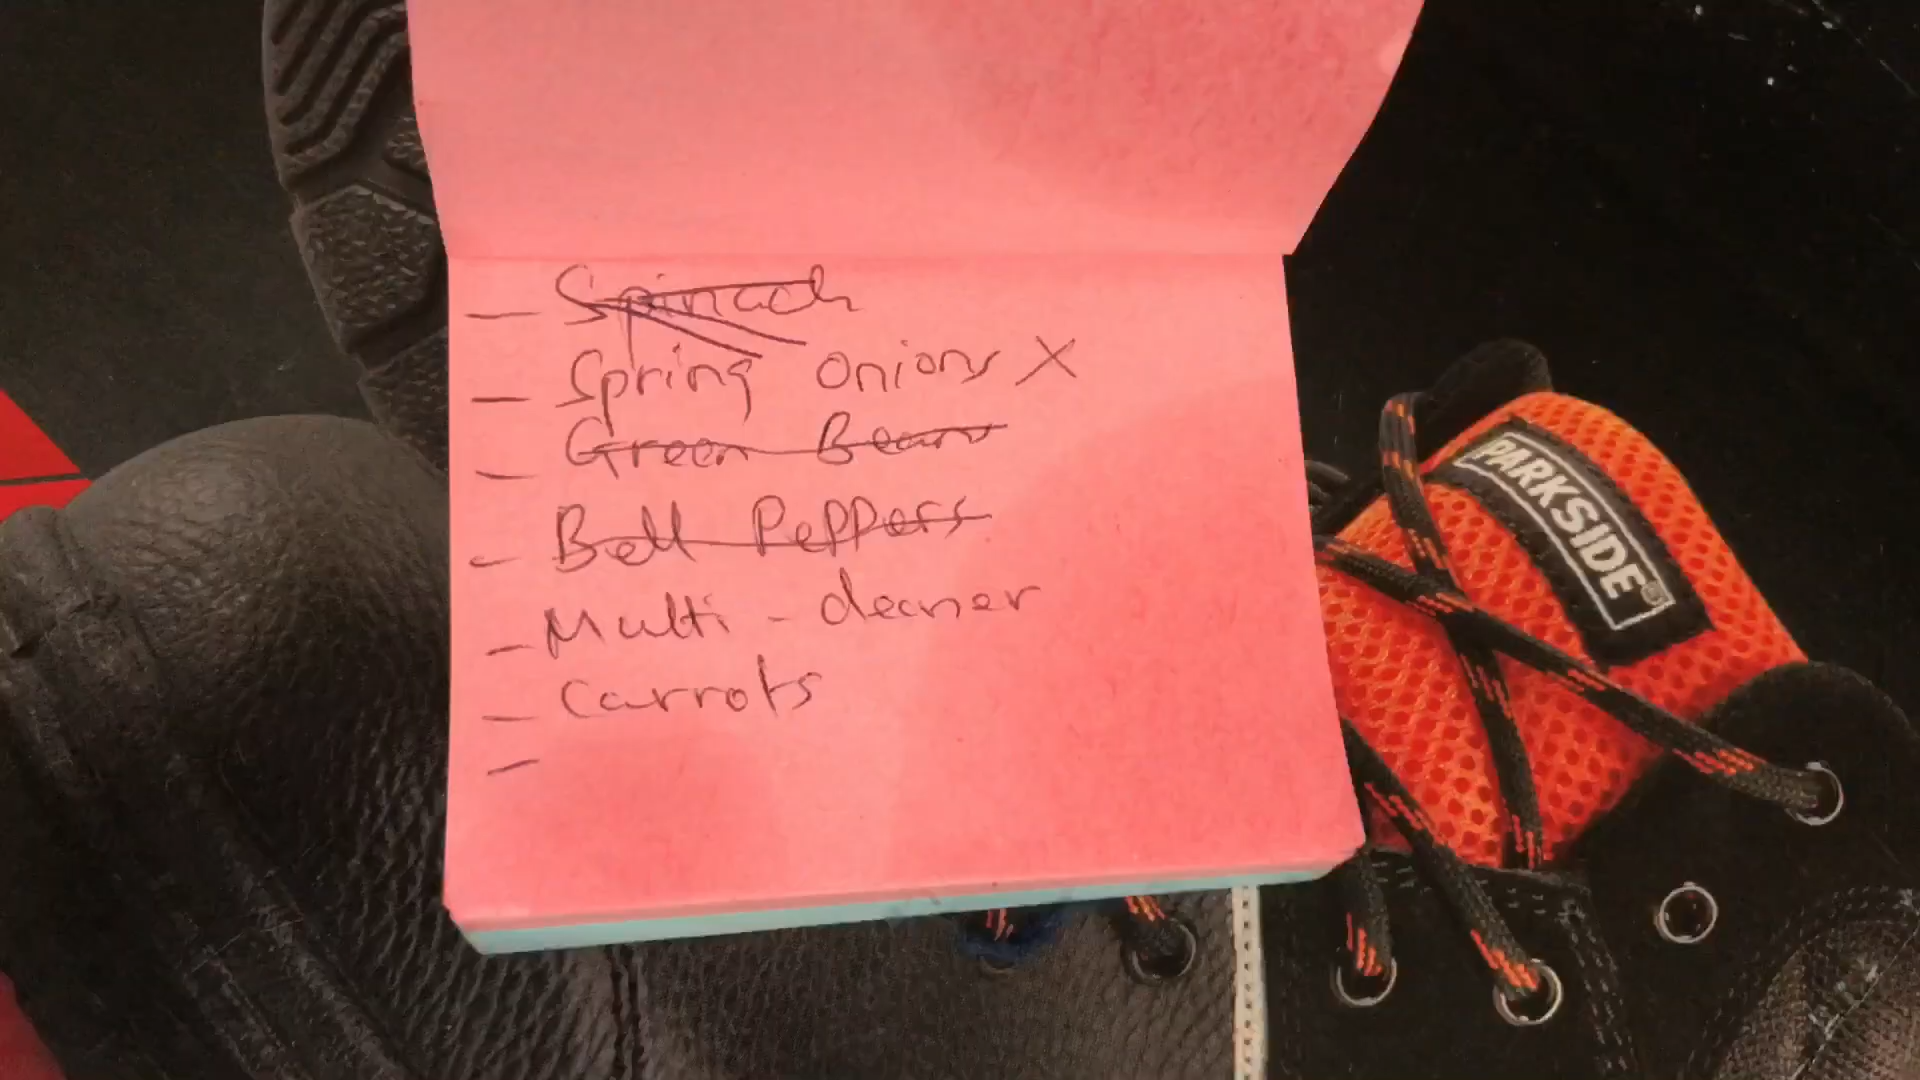 - Spinach
- Spring onions X
- Green Beans
- Bell Peppers
- Multi - cleaner
- Carrots
-
PARKSIDE®